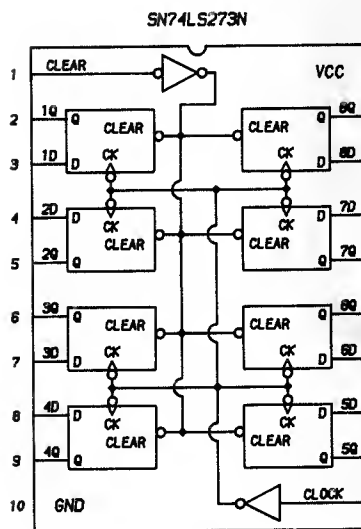 SN74LS273N
1 CLEAR VCC
2 1Q Q CLEAR CLEAR Q 8Q
3 1D D CK CK D 8D
4 2D D CK CK D 7D
5 2Q Q CLEAR CLEAR Q 7Q
6 3Q Q CLEAR CLEAR Q 6Q
7 3D D CK CK D 6D
8 4D D CK CK D 5D
9 4Q Q CLEAR CLEAR Q 5Q
10 GND CLOCK